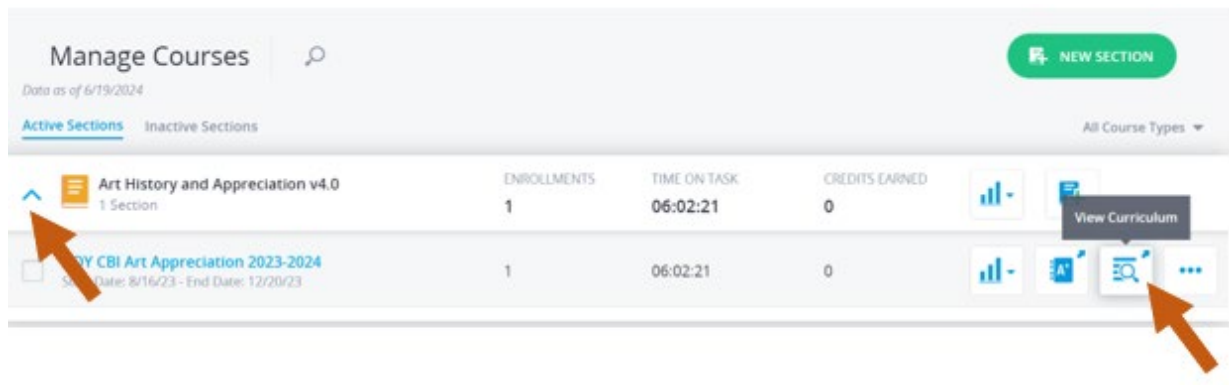 Manage Courses
NEW SECTION
Data as of 6/19/2024
Active Sections Inactive Sections
All Course Types
Art History and Appreciation v4.0
1 Section
ENROLLMENTS
1
TIME ON TASK
06:02:21
CREDITS EARNED
0
View Curriculum
CBI Art Appreciation 2023-2024
Date: 8/16/23 - End Date: 12/20/23
1
06:02:21
0
A+